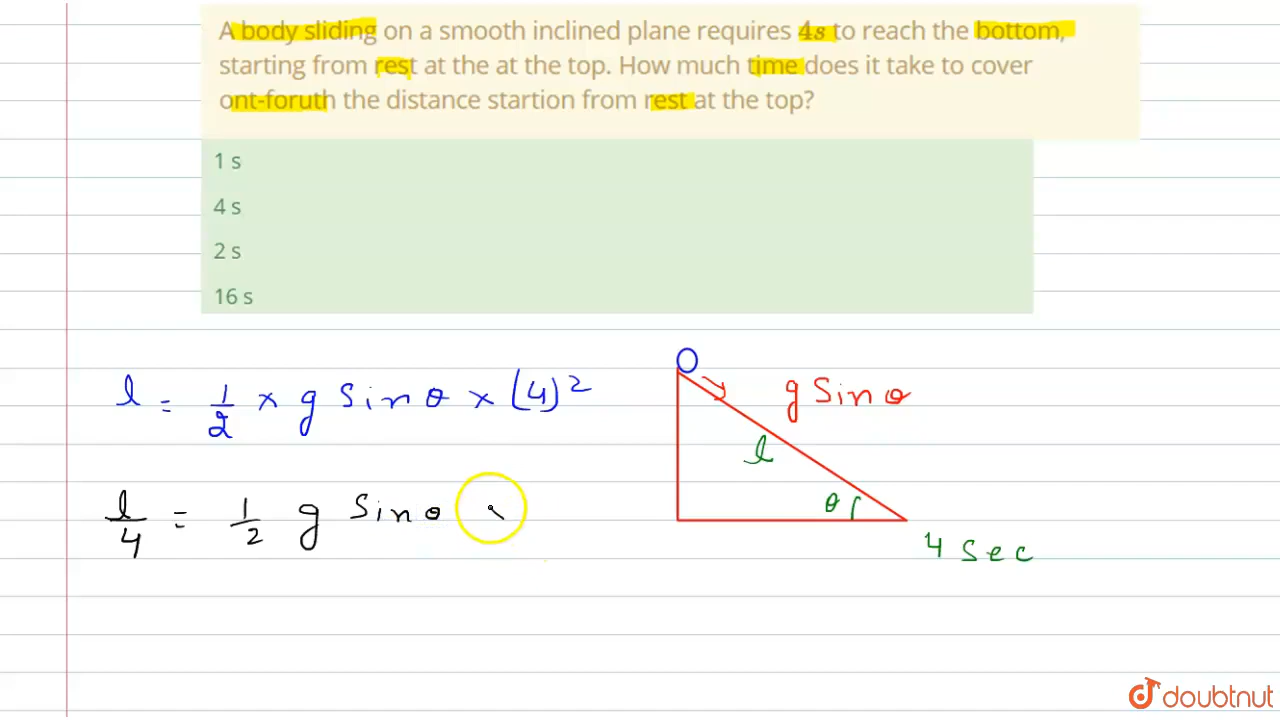 A body sliding on a smooth inclined plane requires 4s to reach the bottom,
starting from rest at the at the top. How much time does it take to cover
ont-foruth the distance startion from rest at the top?
1 s
4 s
2 s
16 s
l = 1/2 × g Sin θ × (4)²
g Sin θ
l
θ
l/4 = 1/2 g Sin θ
4 Sec
doubtnut